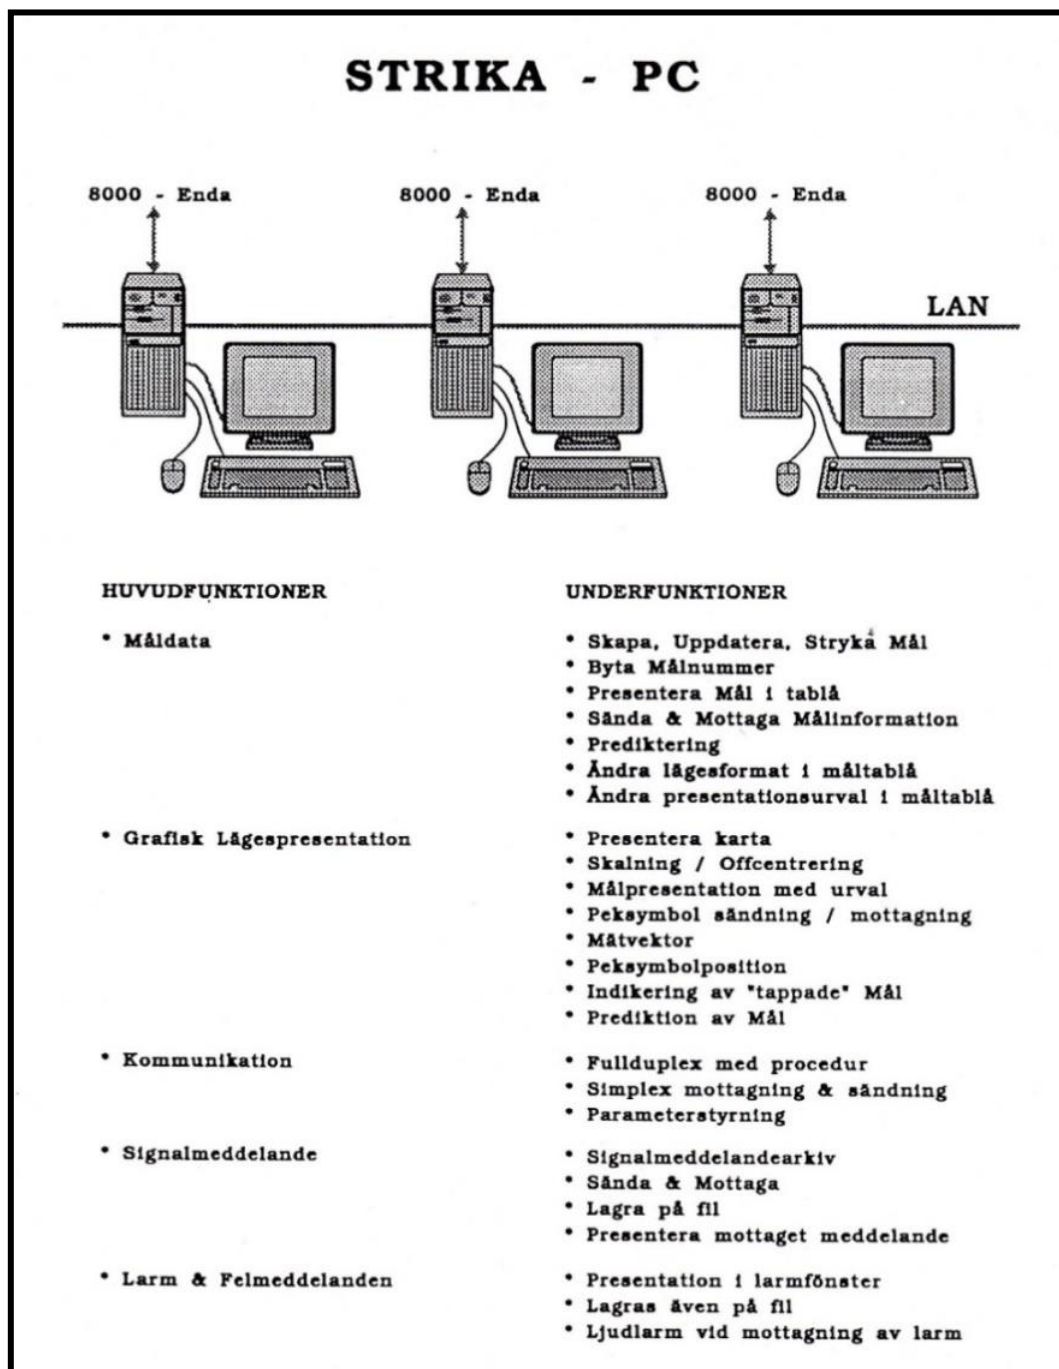 STRIKA - PC
8000 - Enda
8000 - Enda
8000 - Enda
LAN
HUVUDFUNKTIONER
UNDERFUNKTIONER
• Måldata
• Skapa, Uppdatera, Stryka Mål
• Byta Målnummer
• Presentera Mål i tablå
• Sända & Mottaga Målinformation
• Prediktering
• Ändra lägesformat i måltablå
• Ändra presentationsurval i måltablå
• Grafisk Lägespresentation
• Presentera karta
• Skalning / Offcentrering
• Målpresentation med urval
• Peksymbol sändning / mottagning
• Mätvektor
• Peksymbolposition
• Indikering av "tappade" Mål
• Prediktion av Mål
• Kommunikation
• Fullduplex med procedur
• Simplex mottagning & sändning
• Parameterstyrning
• Signalmeddelande
• Signalmeddelandearkiv
• Sända & Mottaga
• Lagra på fil
• Presentera mottaget meddelande
• Larm & Felmeddelanden
• Presentation i larmfönster
• Lagras även på fil
• Ljudlarm vid mottagning av larm